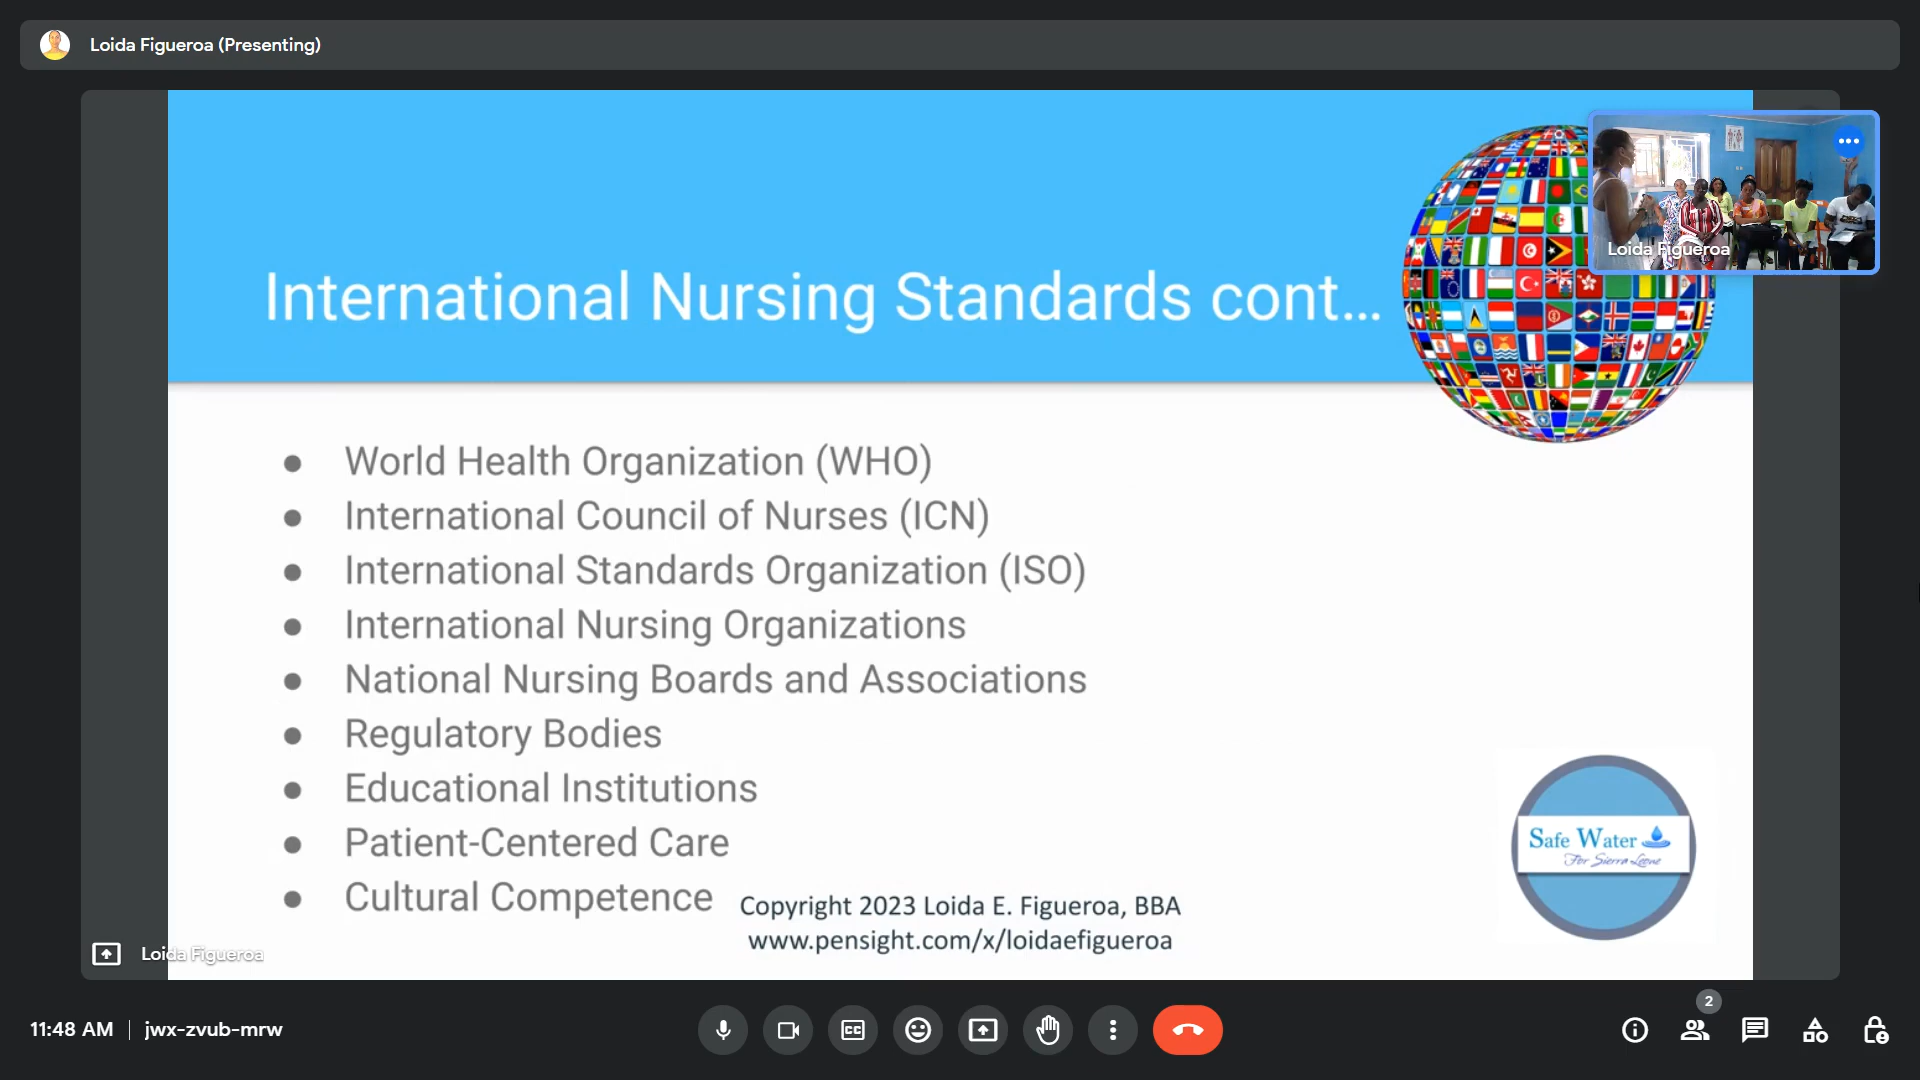 Loida Figueroa (Presenting)
Loida Figueroa
International Nursing Standards cont...
World Health Organization (WHO)
International Council of Nurses (ICN)
International Standards Organization (ISO)
International Nursing Organizations
National Nursing Boards and Associations
Regulatory Bodies
Educational Institutions
Patient-Centered Care
Cultural Competence
Copyright 2023 Loida E. Figueroa, BBA
www.pensight.com/x/loidaefigueroa
Safe Water
For Sierra Leone
Loida Figueroa
2
11:48 AM | jwx-zvub-mrw
CC